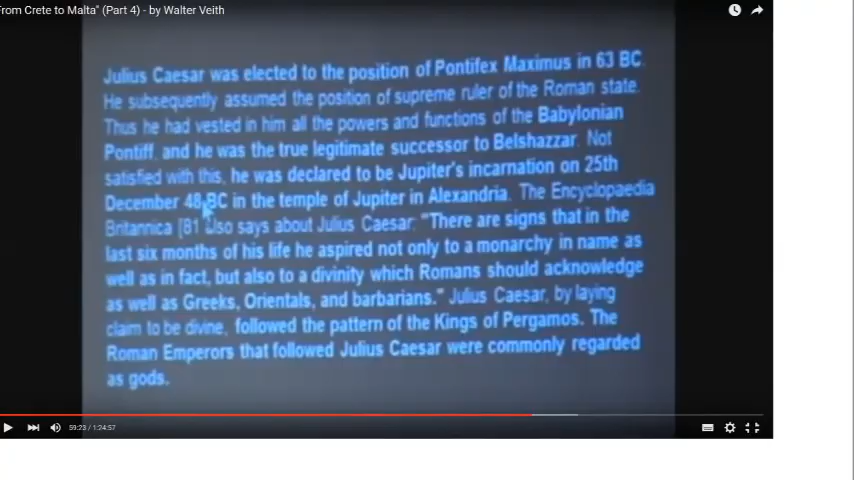 From Crete to Malta" (Part 4) - by Walter Veith
Julius Caesar was elected to the position of Pontifex Maximus in 63 BC.
He subsequently assumed the position of supreme ruler of the Roman state.
Thus he had vested in him all the powers and functions of the Babylonian
Pontiff, and he was the true legitimate successor to Belshazzar. Not
satisfied with this, he was declared to be Jupiter's incarnation on 25th
December 48 BC in the temple of Jupiter in Alexandria. The Encyclopaedia
Britannica [81 also says about Julius Caesar: "There are signs that in the
last six months of his life he aspired not only to a monarchy in name as
well as in fact, but also to a divinity which Romans should acknowledge
as well as Greeks, Orientals, and barbarians." Julius Caesar, by laying
claim to be divine, followed the pattern of the Kings of Pergamos. The
Roman Emperors that followed Julius Caesar were commonly regarded
as gods.
59:23 / 1:24:57